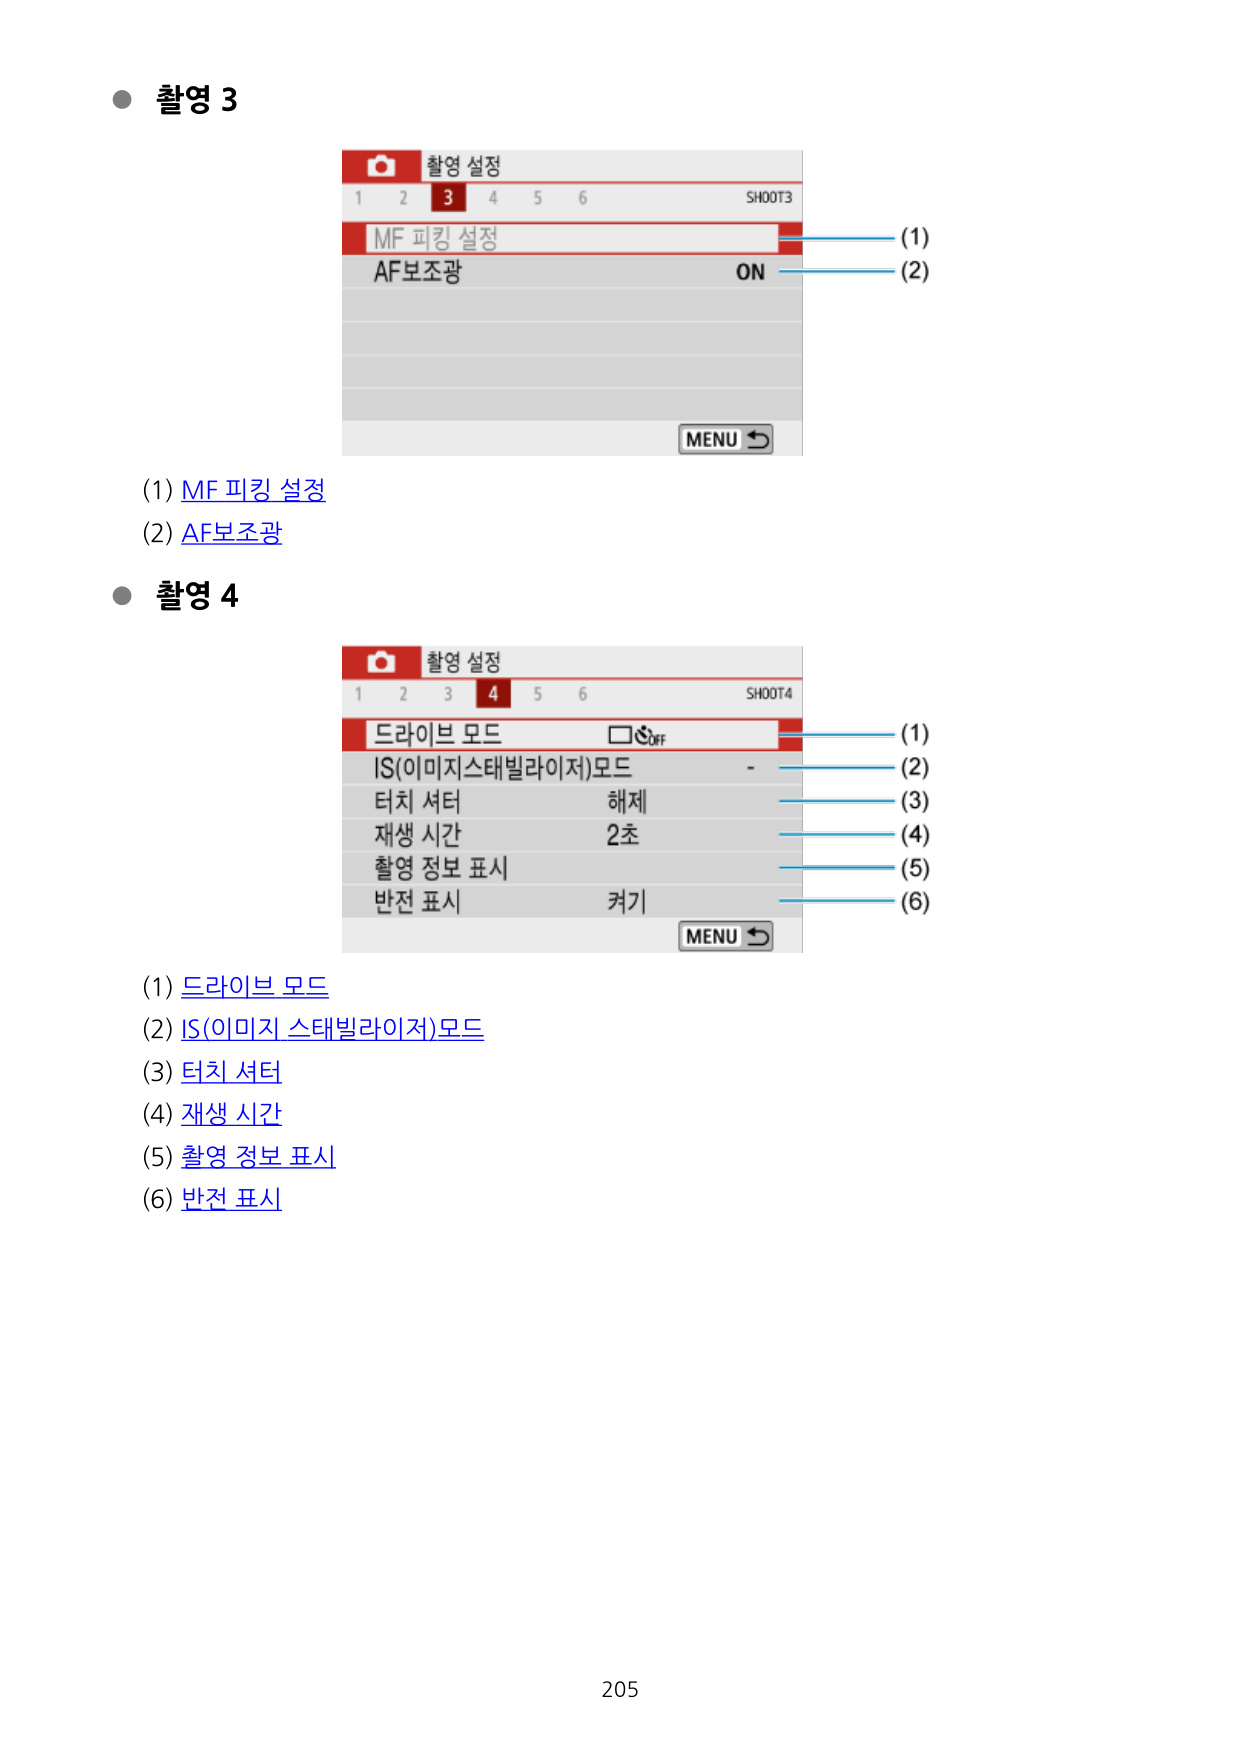 ● 촬영 3
촬영 설정
1 2 3 4 5 6 SHOOT3
MF 피킹 설정 (1)
AF보조광 ON (2)
MENU
(1) MF 피킹 설정
(2) AF보조광
● 촬영 4
촬영 설정
1 2 3 4 5 6 SHOOT4
드라이브 모드 OFF (1)
IS(이미지스태빌라이저)모드 - (2)
터치 셔터 해제 (3)
재생 시간 2초 (4)
촬영 정보 표시 (5)
반전 표시 켜기 (6)
MENU
(1) 드라이브 모드
(2) IS(이미지 스태빌라이저)모드
(3) 터치 셔터
(4) 재생 시간
(5) 촬영 정보 표시
(6) 반전 표시
205